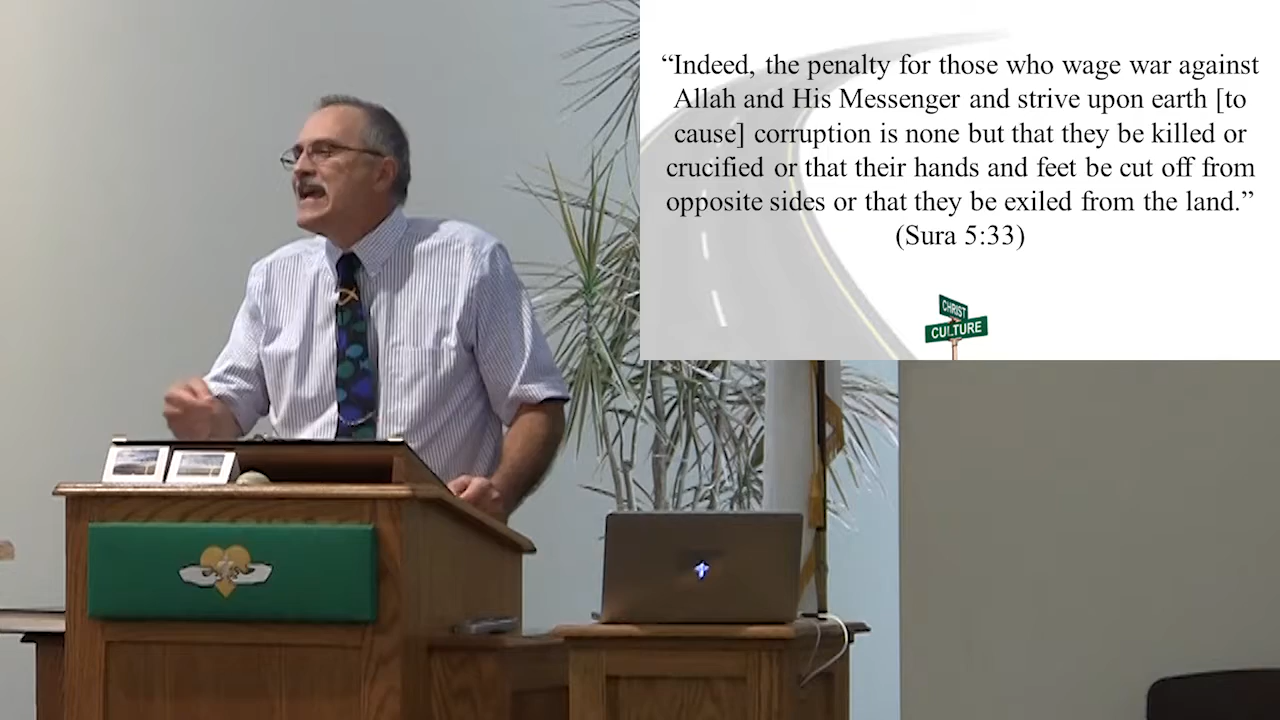 “Indeed, the penalty for those who wage war against
Allah and His Messenger and strive upon earth [to
cause] corruption is none but that they be killed or
crucified or that their hands and feet be cut off from
opposite sides or that they be exiled from the land.”
(Sura 5:33)
CHRIST
CULTURE